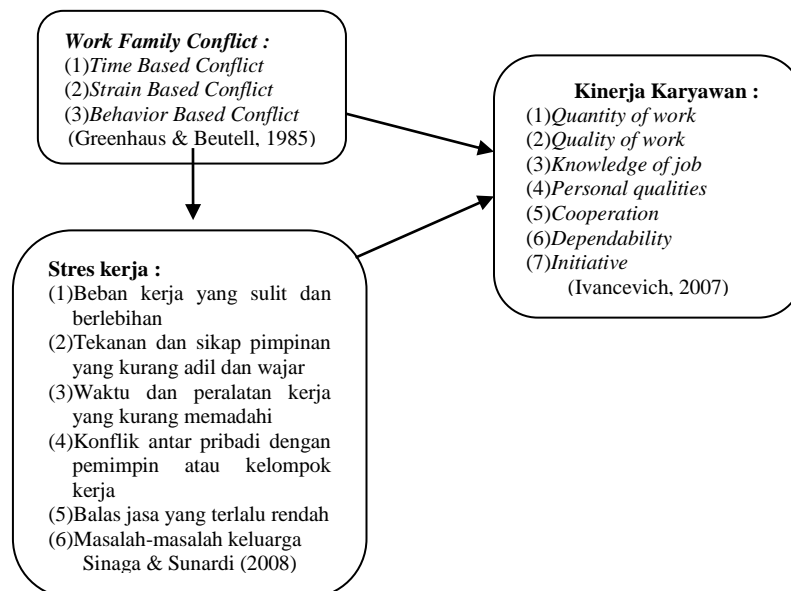 Work Family Conflict :
(1)Time Based Conflict
(2)Strain Based Conflict
(3)Behavior Based Conflict
(Greenhaus & Beutell, 1985)
Kinerja Karyawan :
(1)Quantity of work
(2)Quality of work
(3)Knowledge of job
(4)Personal qualities
(5)Cooperation
(6)Dependability
(7)Initiative
(Ivancevich, 2007)
Stres kerja :
(1)Beban kerja yang sulit dan
berlebihan
(2)Tekanan dan sikap pimpinan
yang kurang adil dan wajar
(3)Waktu dan peralatan kerja
yang kurang memadahi
(4)Konflik antar pribadi dengan
pemimpin atau kelompok
kerja
(5)Balas jasa yang terlalu rendah
(6)Masalah-masalah keluarga
Sinaga & Sunardi (2008)